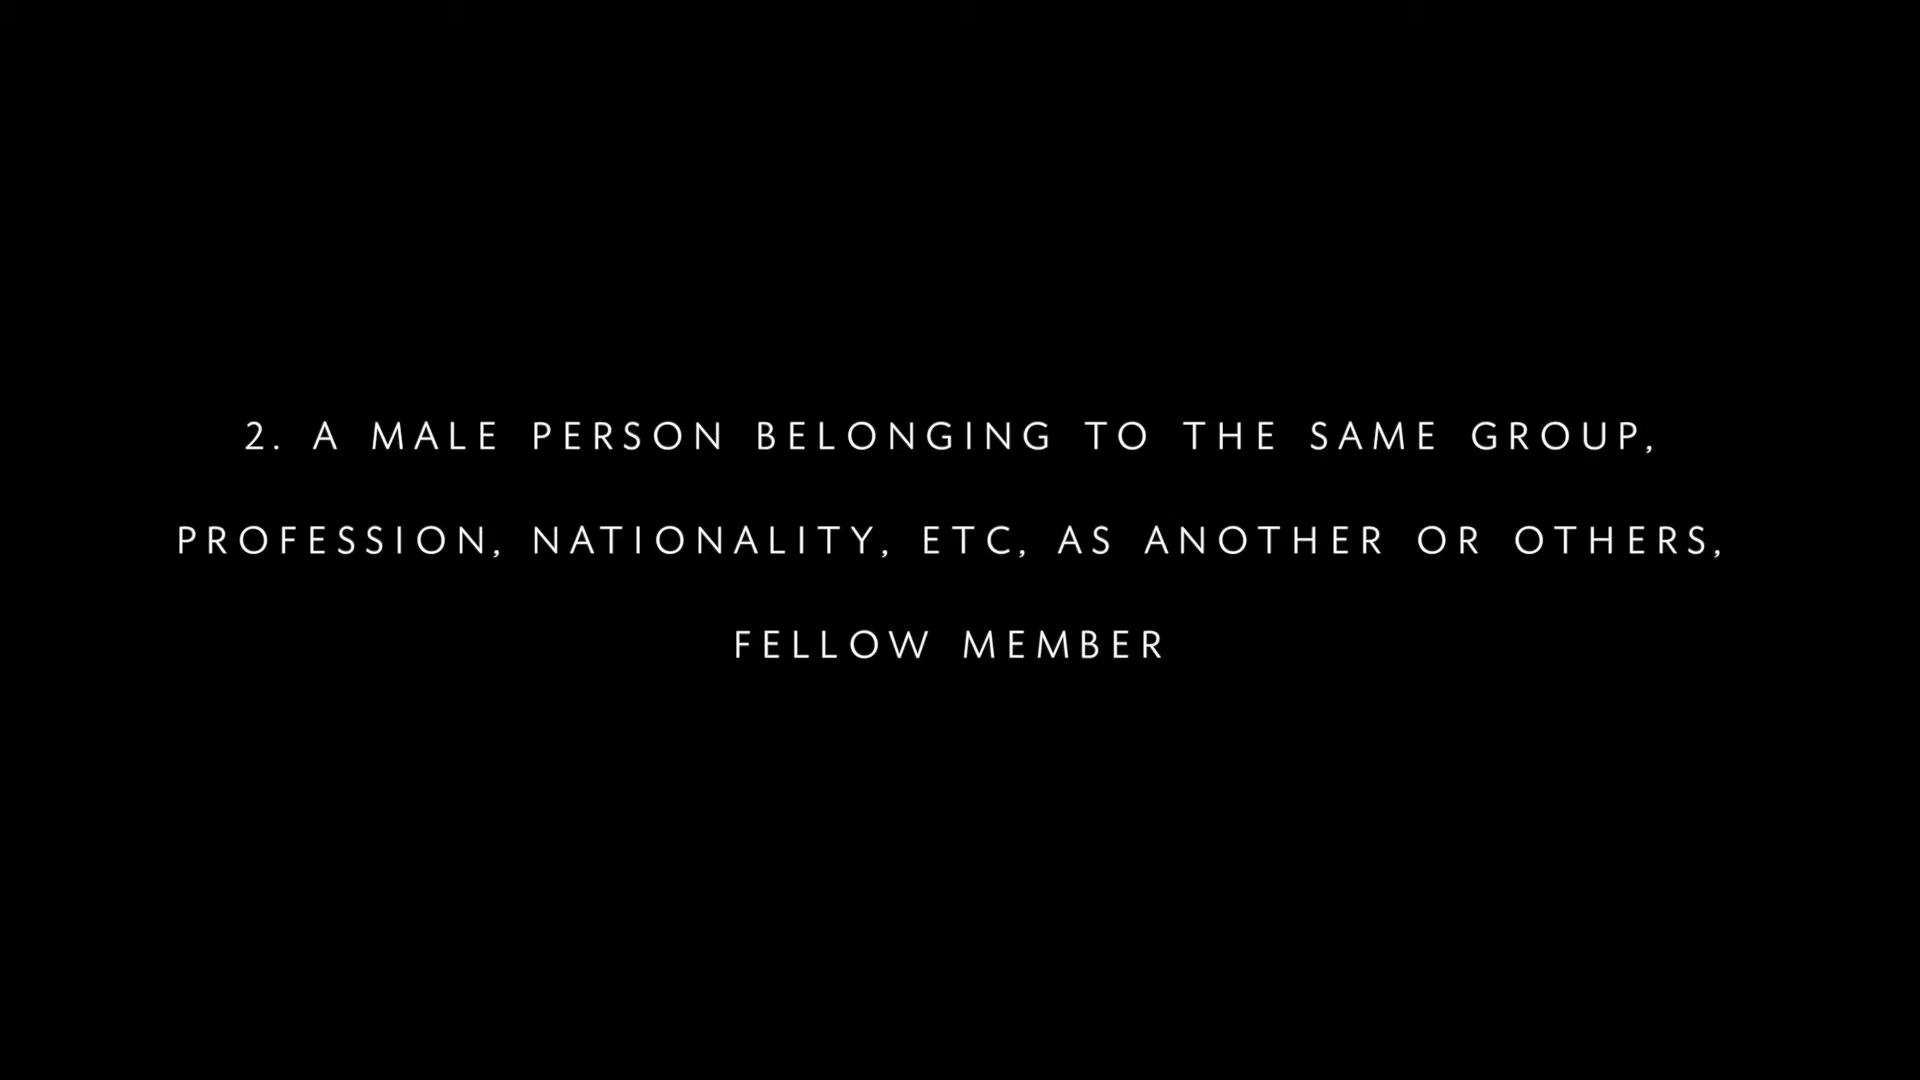 2. A MALE PERSON BELONGING TO THE SAME GROUP,
PROFESSION, NATIONALITY, ETC, AS ANOTHER OR OTHERS,
FELLOW MEMBER